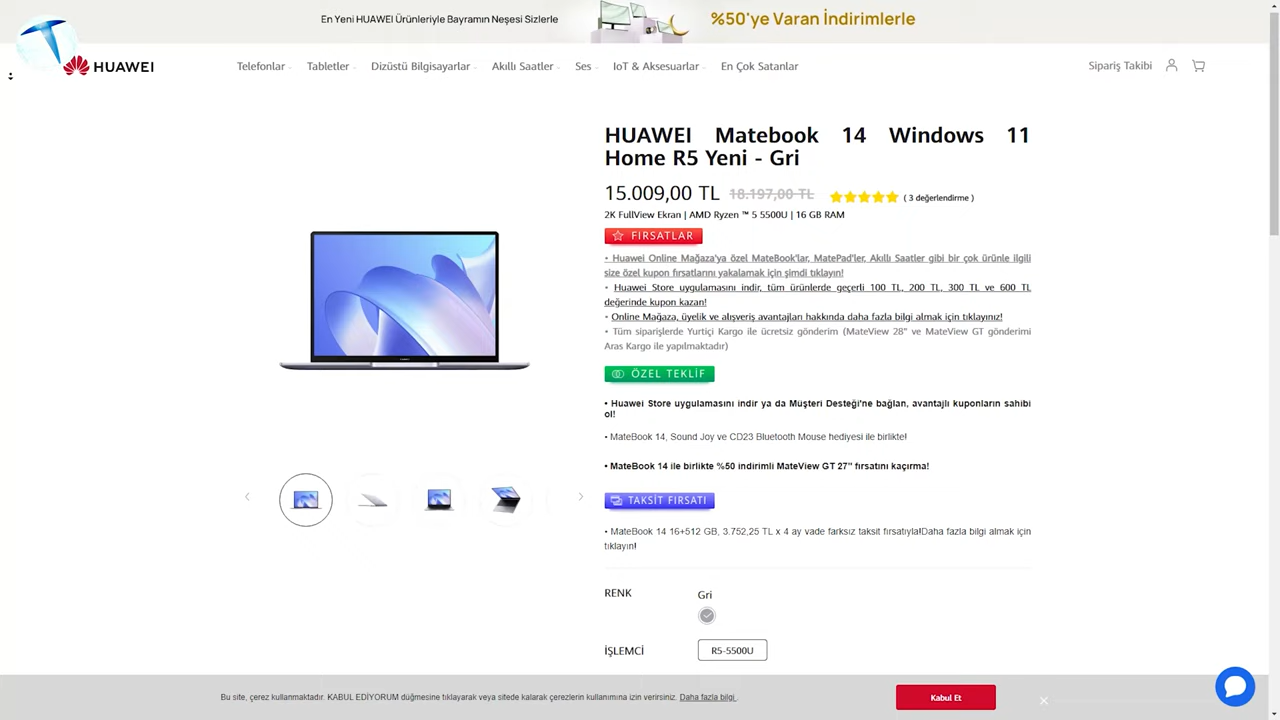 En Yeni HUAWEI Ürünleriyle Bayramın Neşesi Sizlerle
%50'ye Varan İndirimlerle
HUAWEI
Telefonlar
Tabletler
Dizüstü Bilgisayarlar
Akıllı Saatler
Ses
IoT & Aksesuarlar
En Çok Satanlar
Sipariş Takibi
HUAWEI Matebook 14 Windows 11
Home R5 Yeni - Gri
15.009,00 TL 18.197,00 TL ( 3 değerlendirme )
2K FullView Ekran | AMD Ryzen ™ 5 5500U | 16 GB RAM
FIRSATLAR
• Huawei Online Mağaza'ya özel MateBook'lar, MatePad'ler, Akıllı Saatler gibi bir çok ürünle ilgili
size özel kupon fırsatlarını yakalamak için şimdi tıklayın!
• Huawei Store uygulamasını indir, tüm ürünlerde geçerli 100 TL, 200 TL, 300 TL ve 600 TL
değerinde kupon kazan!
• Online Mağaza, üyelik ve alışveriş avantajları hakkında daha fazla bilgi almak için tıklayınız!
• Tüm siparişlerde Yurtiçi Kargo ile ücretsiz gönderim (MateView 28" ve MateView GT gönderimi
Aras Kargo ile yapılmaktadır)
ÖZEL TEKLİF
• Huawei Store uygulamasını indir ya da Müşteri Desteği'ne bağlan, avantajlı kuponların sahibi
ol!
• MateBook 14, Sound Joy ve CD23 Bluetooth Mouse hediyesi ile birlikte!
• MateBook 14 ile birlikte %50 indirimli MateView GT 27'' fırsatını kaçırma!
TAKSİT FIRSATI
• MateBook 14 16+512 GB, 3.752,25 TL x 4 ay vade farksız taksit fırsatıyla!Daha fazla bilgi almak için
tıklayın!
RENK
Gri
İŞLEMCİ
R5-5500U
Bu site, çerez kullanmaktadır. KABUL EDİYORUM düğmesine tıklayarak veya sitede kalarak çerezlerin kullanımına izin verirsiniz. Daha fazla bilgi.
Kabul Et